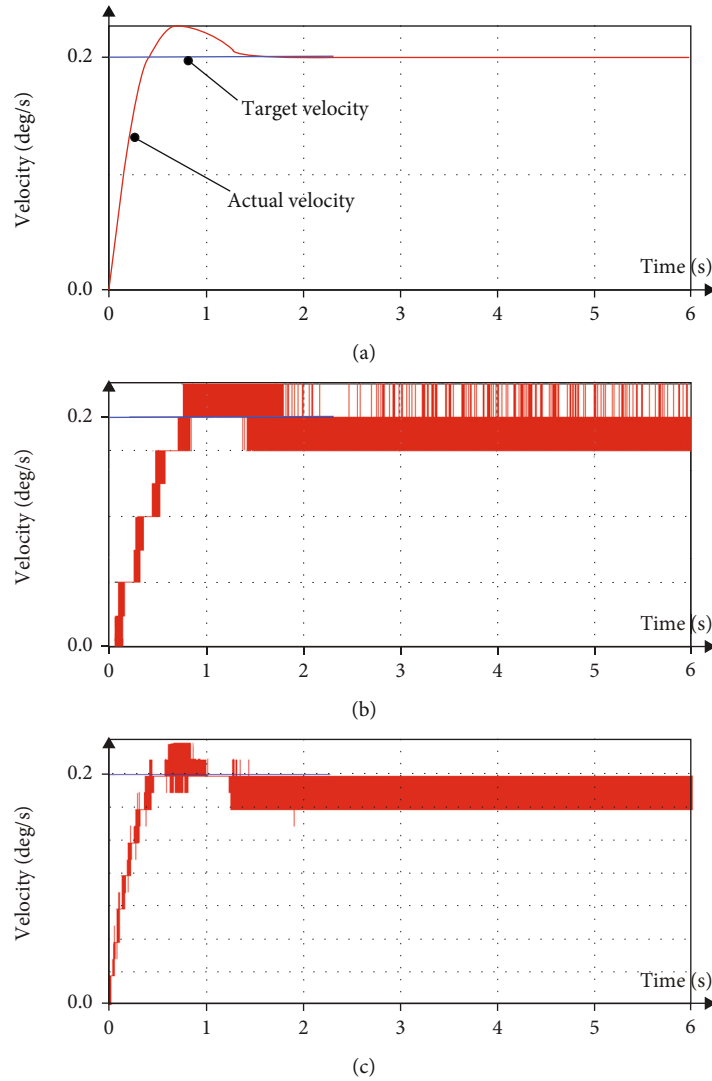 Velocity (deg/s)
0.2
0.0
Target velocity
Actual velocity
Time (s)
0 1 2 3 4 5 6
(a)
Velocity (deg/s)
0.2
0.0
Time (s)
0 1 2 3 4 5 6
(b)
Velocity (deg/s)
0.2
0.0
Time (s)
0 1 2 3 4 5 6
(c)